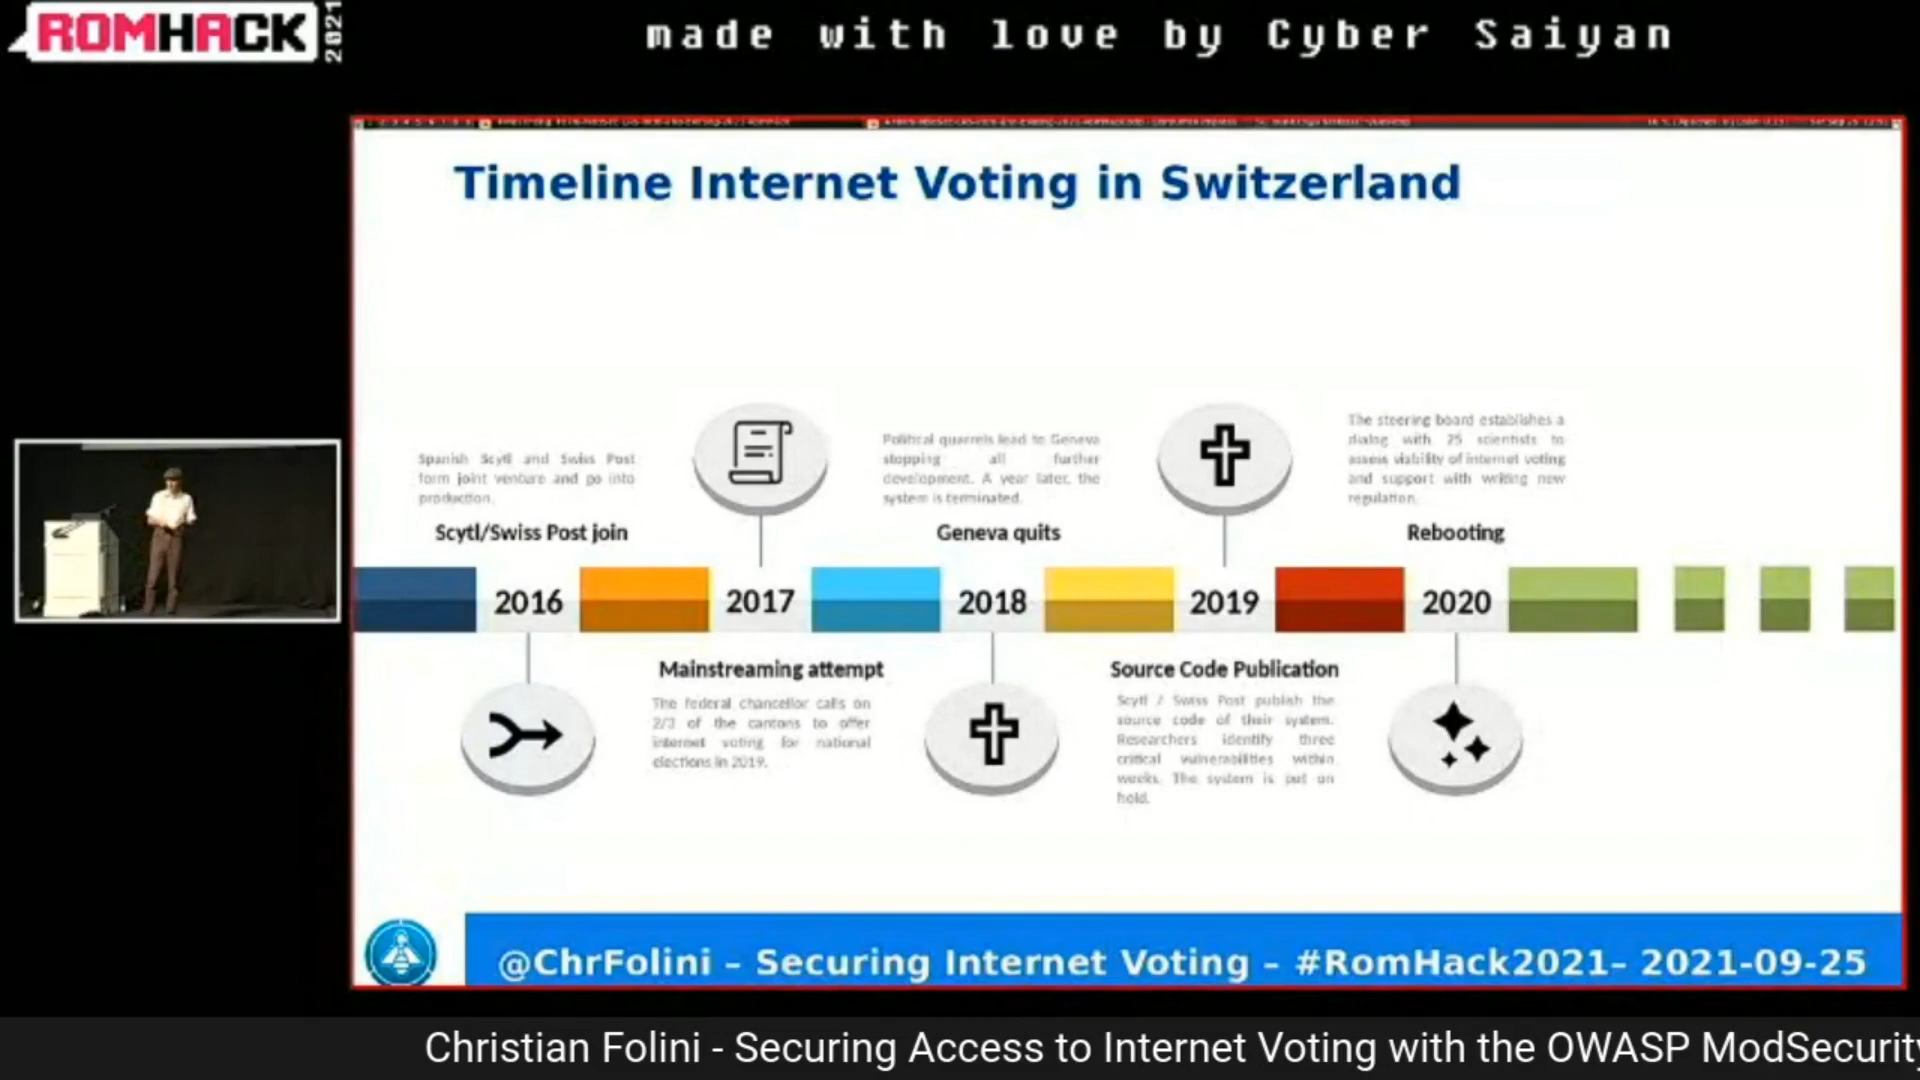 ROMHACK 2021
made with love by Cyber Saiyan
Timeline Internet Voting in Switzerland
Spanish Scytl and Swiss Post
form joint venture and go into
production.
Scytl/Swiss Post join
Political quarrels lead to Geneva
stopping all further
development. A year later, the
system is terminated.
Geneva quits
The steering board establishes a
dialog with 25 scientists to
assess viability of internet voting
and support with writing new
regulation.
Rebooting
2016
2017
2018
2019
2020
Mainstreaming attempt
The federal chancellor calls on
2/3 of the cantons to offer
internet voting for national
elections in 2019.
Source Code Publication
Scytl / Swiss Post publish the
source code of their system.
Researchers identify three
critical vulnerabilities within
weeks. The system is put on
hold.
@ChrFolini – Securing Internet Voting – #RomHack2021– 2021-09-25
Christian Folini - Securing Access to Internet Voting with the OWASP ModSecurity